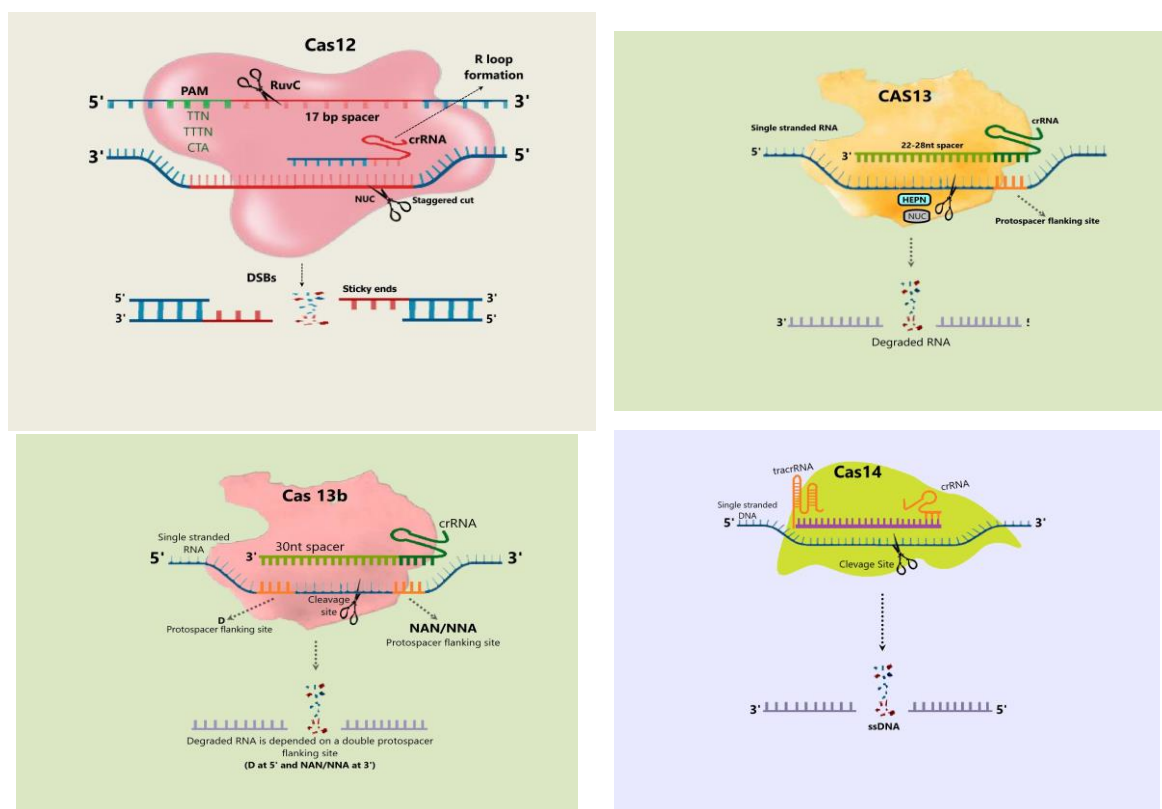 Cas12
R loop
formation
PAM
RuvC
5'
3'
TTN
TTTN
CTA
17 bp spacer
crRNA
3'
5'
NUC
Staggered cut
DSBs
Sticky ends
5'
3'
3'
5'
CAS13
Single stranded RNA
crRNA
5'
22-28nt spacer
3'
HEPN
NUC
Protospacer flanking site
3'
Degraded RNA
Cas 13b
crRNA
Single stranded
RNA
5'
3'
30nt spacer
3'
Cleavage
site
D
Protospacer flanking site
NAN/NNA
Protospacer flanking site
Degraded RNA is depended on a double protospacer
flanking site
(D at 5' and NAN/NNA at 3')
tracrRNA
Cas14
crRNA
Single stranded
DNA
5'
3'
Clevage Site
3'
5'
ssDNA